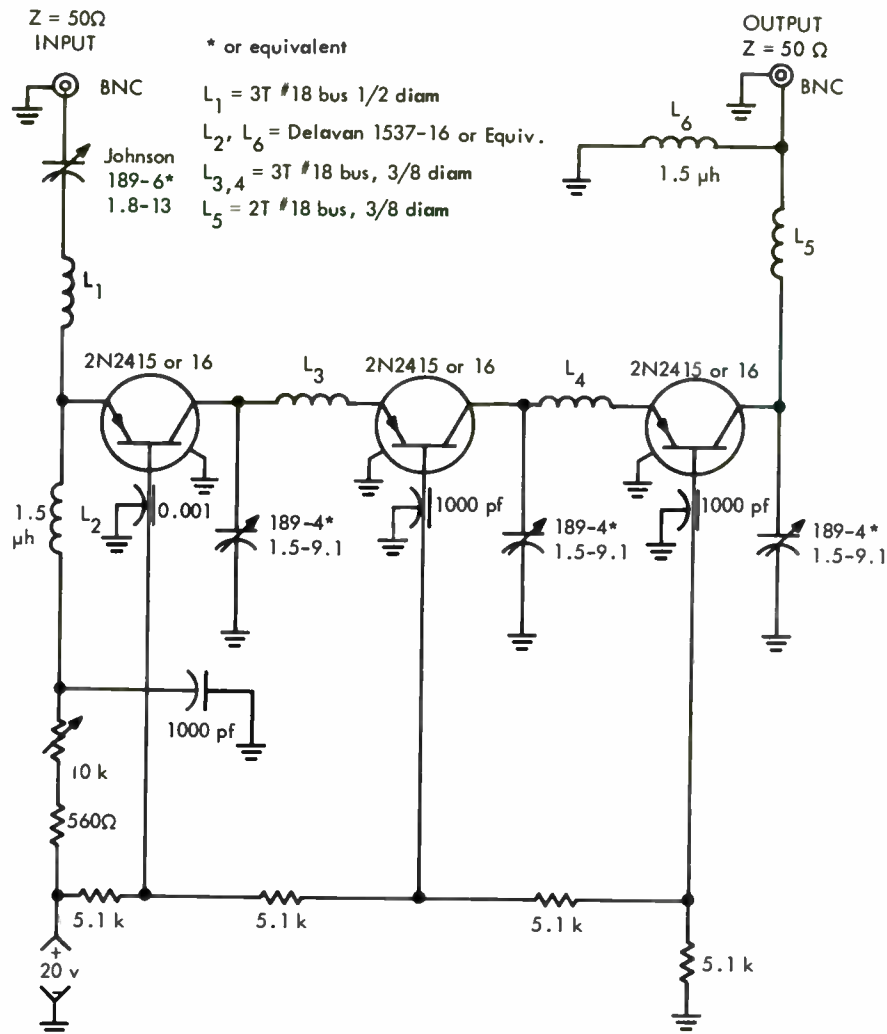 Z = 50Ω
INPUT
BNC
* or equivalent
L1 = 3T #18 bus 1/2 diam
L2, L6 = Delavan 1537-16 or Equiv.
L3,4 = 3T #18 bus, 3/8 diam
L5 = 2T #18 bus, 3/8 diam
OUTPUT
Z = 50 Ω
BNC
L6
1.5 μh
Johnson
189-6*
1.8-13
L1
L5
2N2415 or 16
L3
2N2415 or 16
L4
2N2415 or 16
1.5
μh
L2
0.001
189-4*
1.5-9.1
1000 pf
189-4*
1.5-9.1
1000 pf
189-4*
1.5-9.1
1000 pf
10 k
560Ω
5.1 k
5.1 k
5.1 k
5.1 k
+
20 v
-